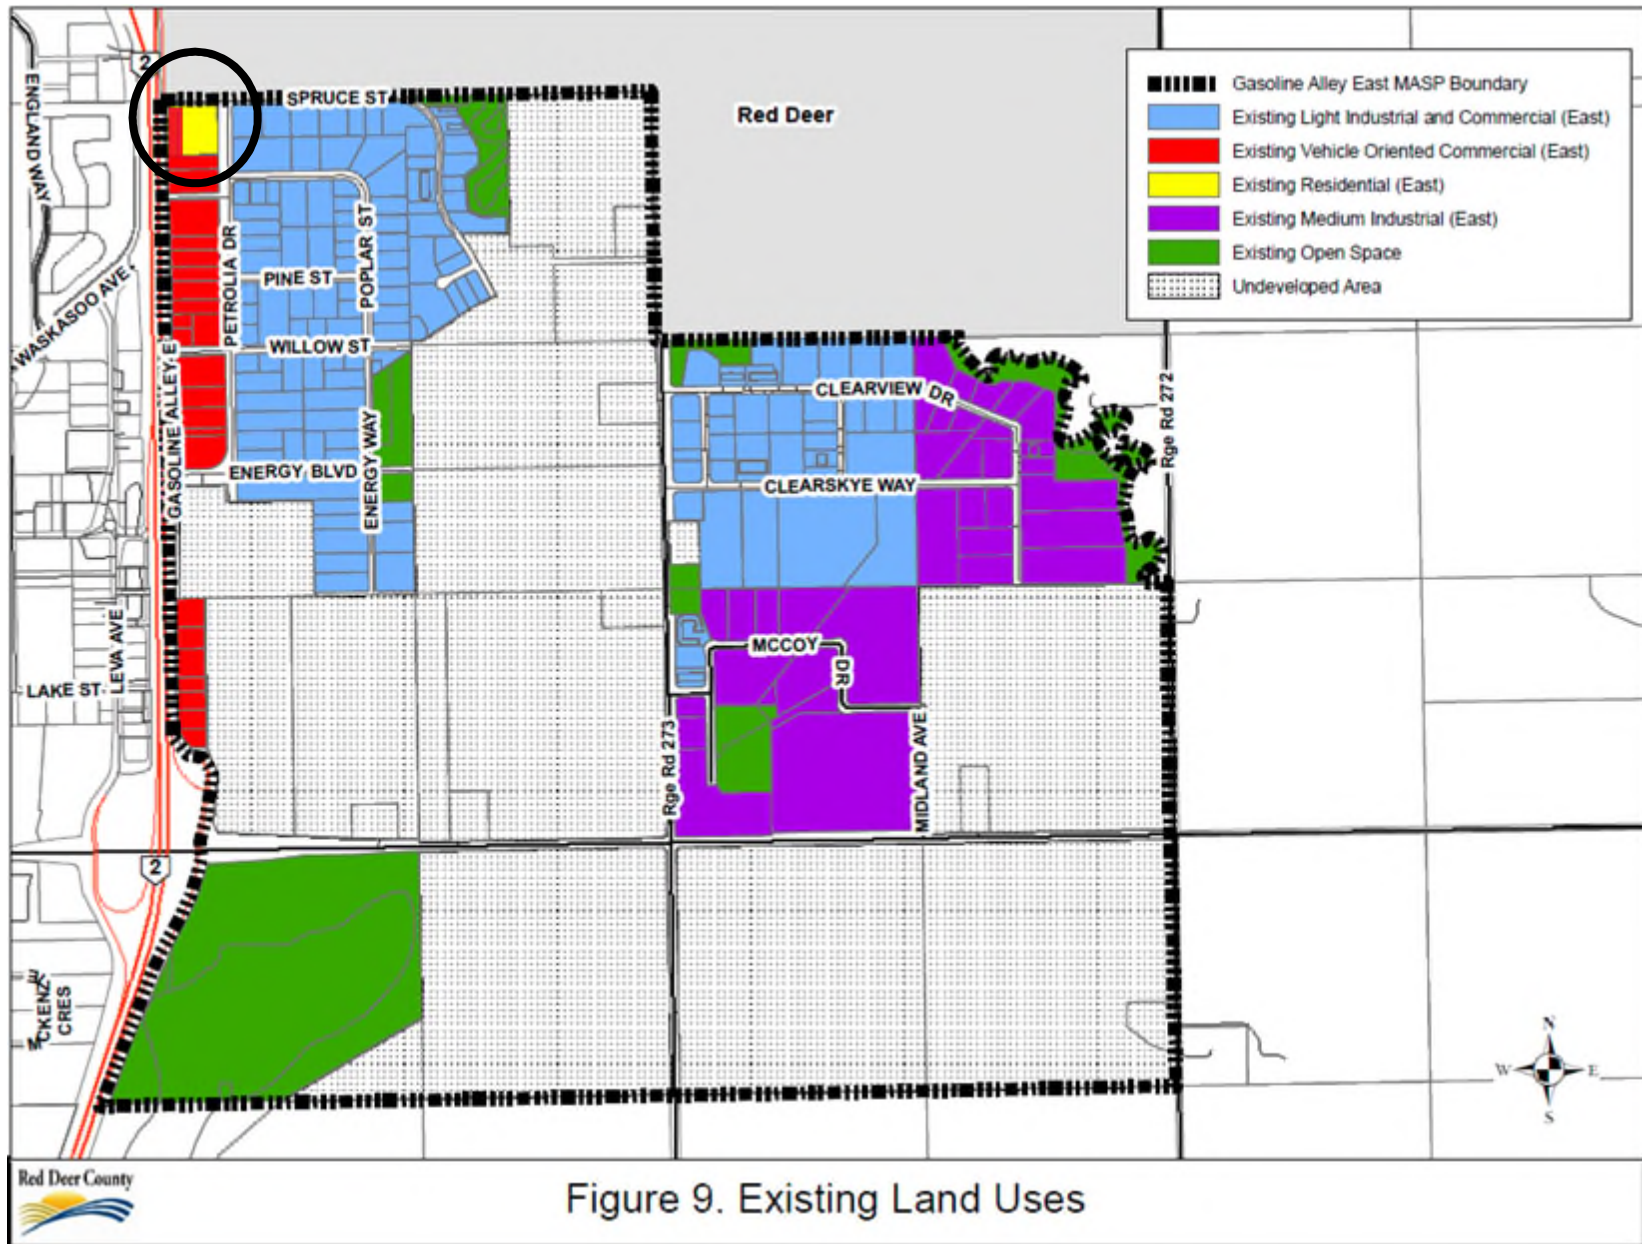 2
ENGLAND WAY
SPRUCE ST
Red Deer
Gasoline Alley East MASP Boundary
Existing Light Industrial and Commercial (East)
Existing Vehicle Oriented Commercial (East)
Existing Residential (East)
Existing Medium Industrial (East)
Existing Open Space
Undeveloped Area
WASKASOO AVE
GASOLINE ALLEY E
PETROLIA DR
POPLAR ST
PINE ST
WILLOW ST
ENERGY BLVD
ENERGY WAY
CLEARVIEW DR
CLEARSKYE WAY
Rge Rd 272
LEVA AVE
LAKE ST
MCCOY DR
Rge Rd 273
MIDLAND AVE
2
CRES
N
W E
S
Red Deer County
Figure 9. Existing Land Uses